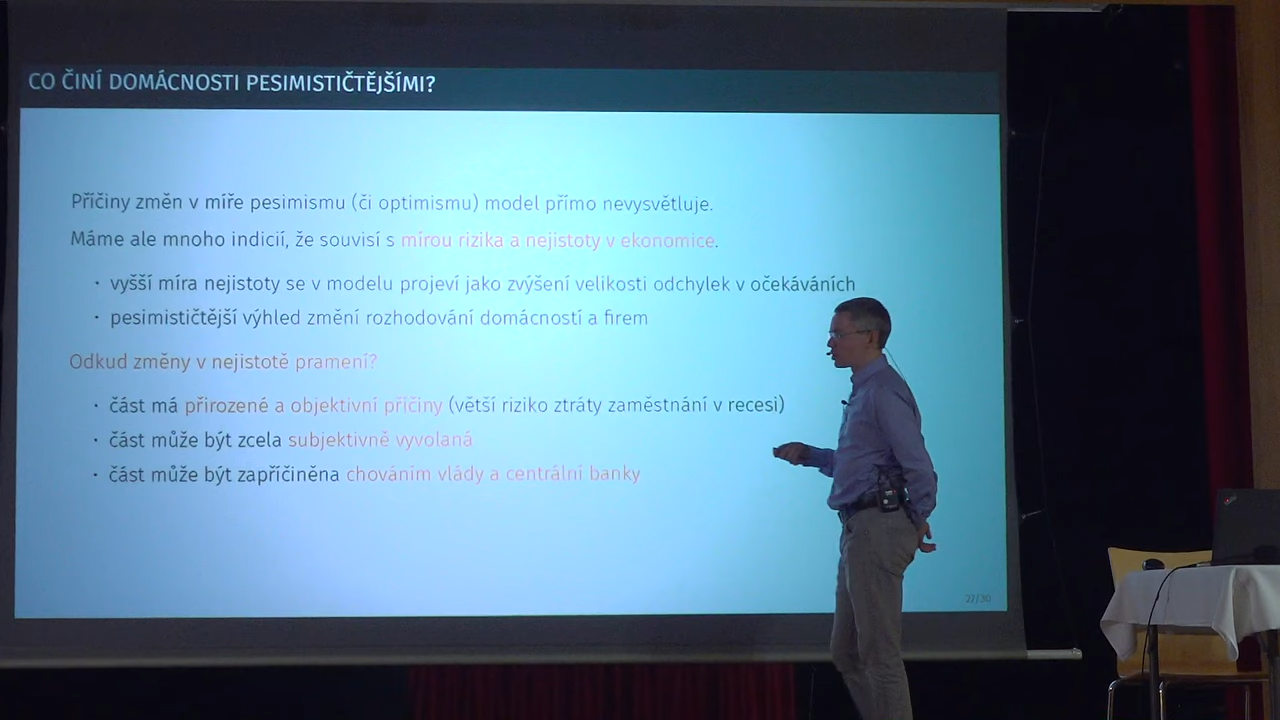 CO ČINÍ DOMÁCNOSTI PESIMISTIČTĚJŠÍMI?
Příčiny změn v míře pesimismu (či optimismu) model přímo nevysvětluje.
Máme ale mnoho indicií, že souvisí s mírou rizika a nejistoty v ekonomice.
• vyšší míra nejistoty se v modelu projeví jako zvýšení velikosti odchylek v očekáváních
• pesimističtější výhled změní rozhodování domácností a firem
Odkud změny v nejistotě pramení?
• část má přirozené a objektivní příčiny (větší riziko ztráty zaměstnání v recesi)
• část může být zcela subjektivně vyvolaná
• část může být zapříčiněna chováním vlády a centrální banky
27/30